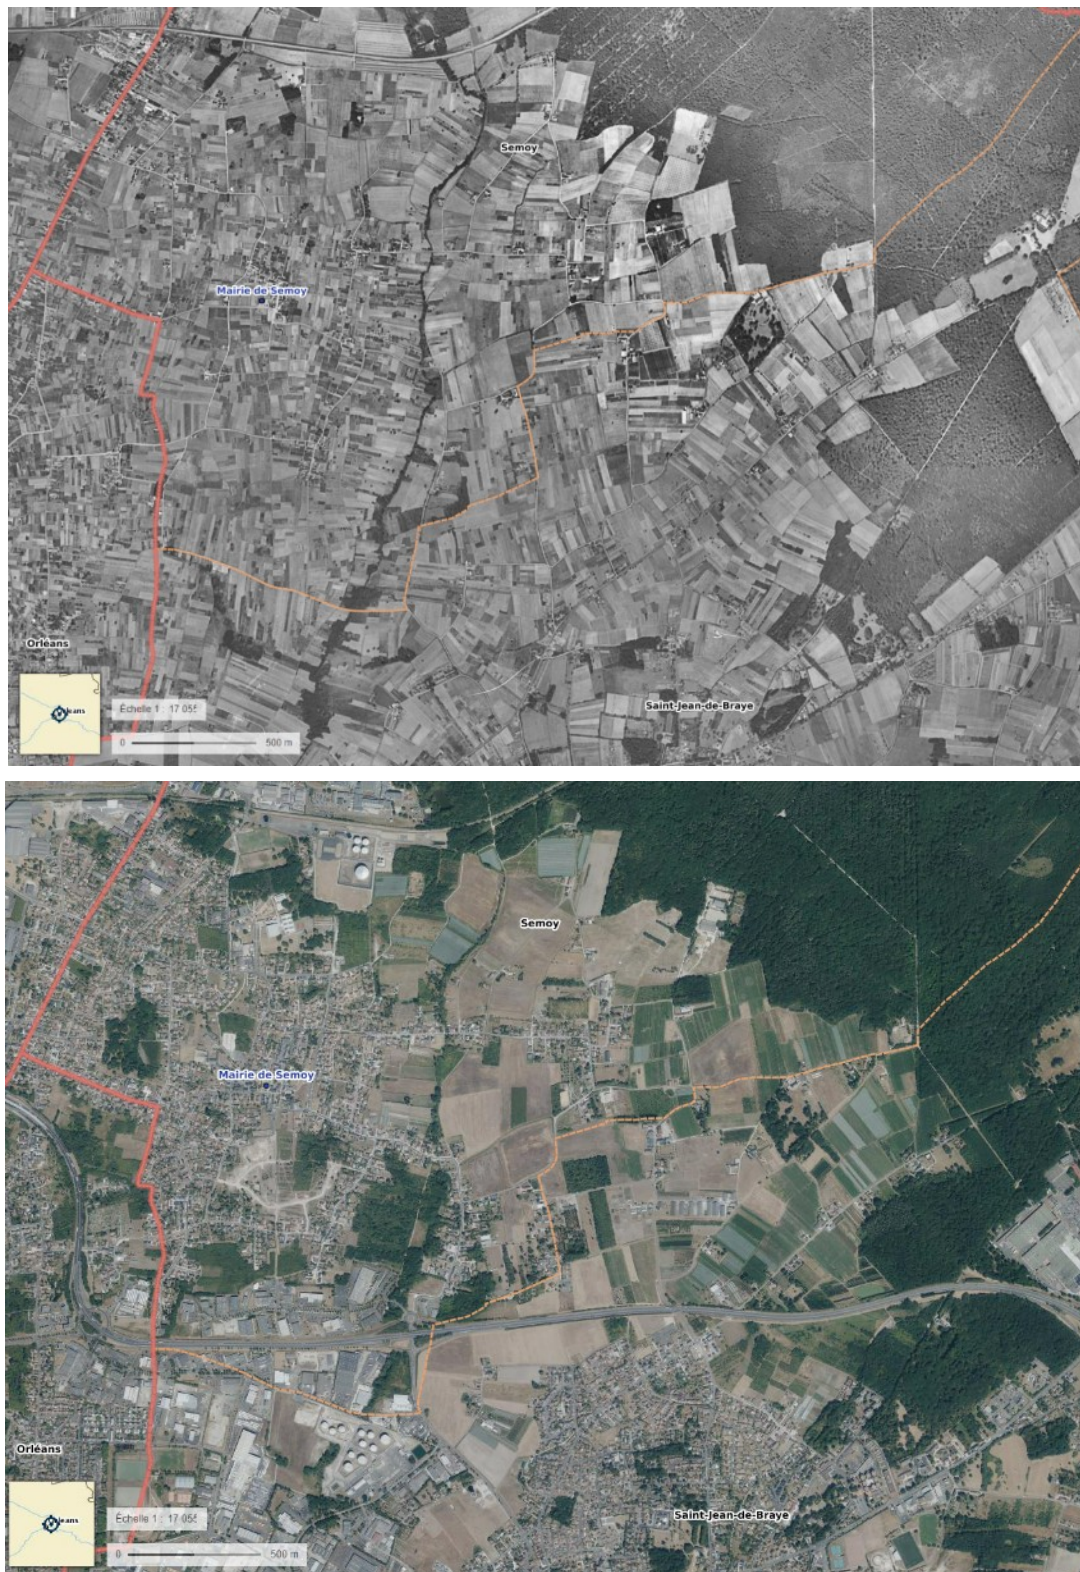 Semoy
Mairie de Semoy
Orléans
Saint-Jean-de-Braye
Échelle 1 : 17 055
0 500 m
Semoy
Mairie de Semoy
Orléans
Saint-Jean-de-Braye
Échelle 1 : 17 055
0 500 m